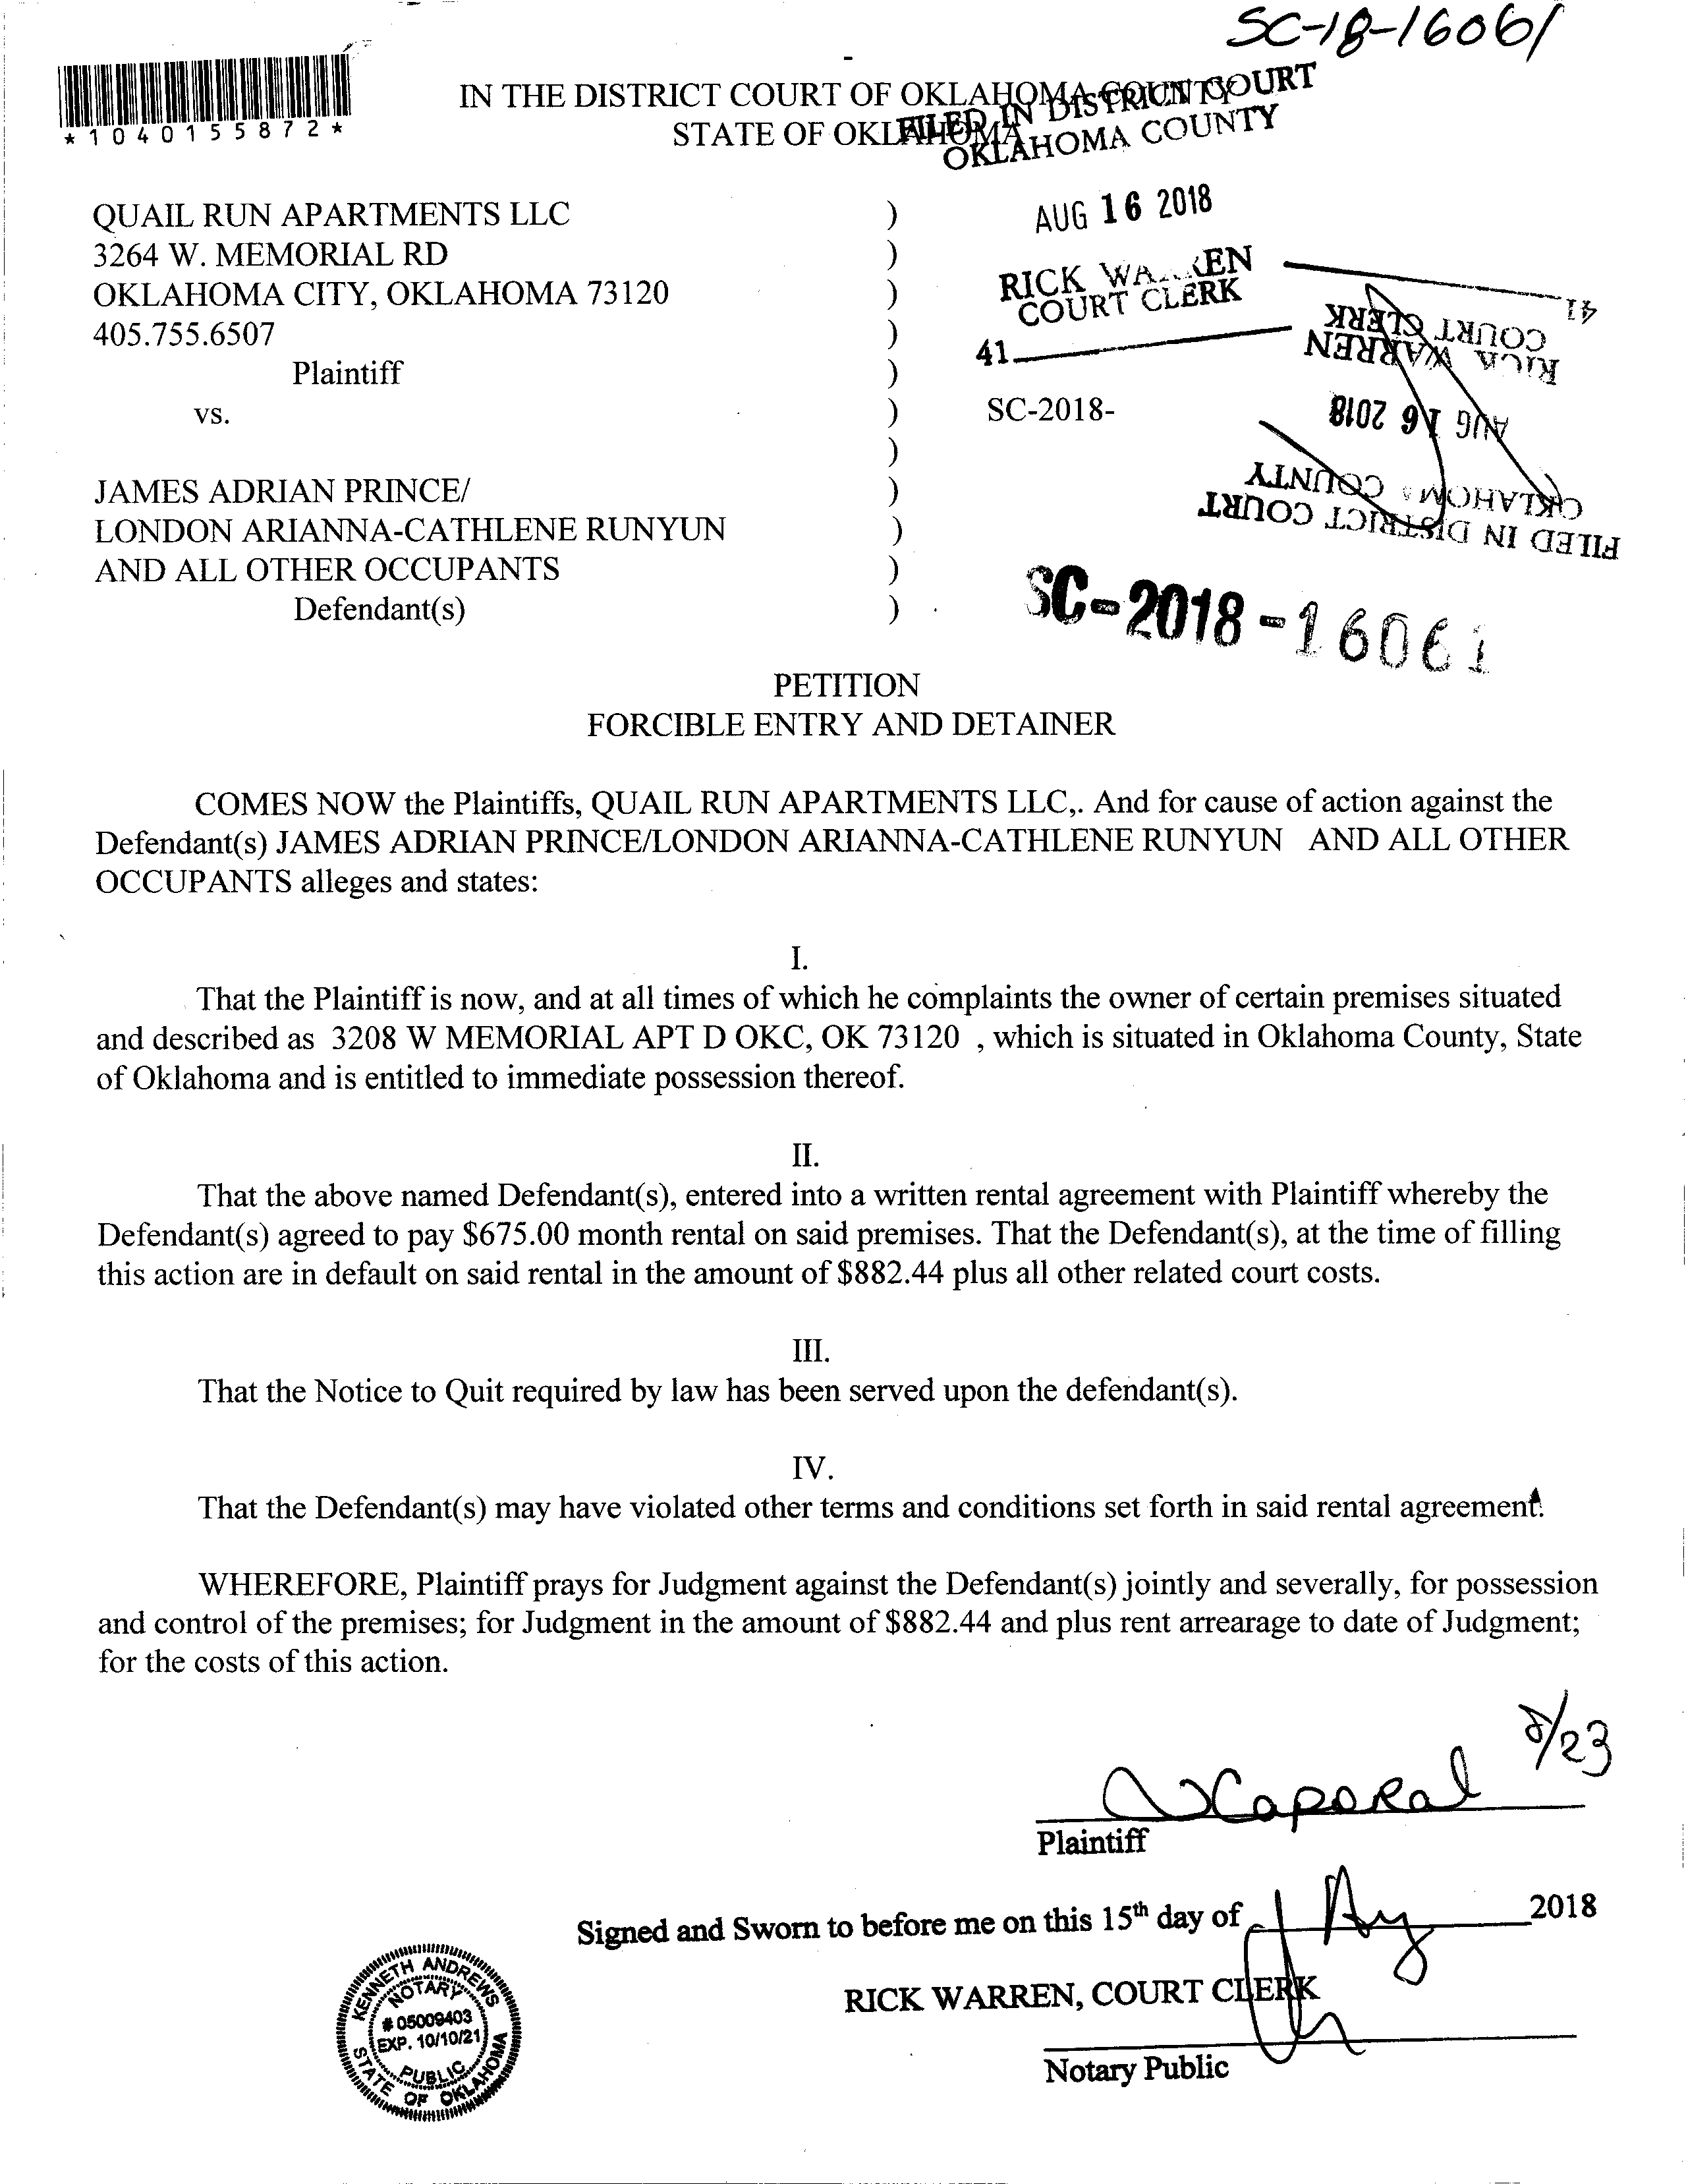 SC-18-16061
*1040155872*
IN THE DISTRICT COURT OF OKLAHOMA COUNTY
STATE OF OKLAHOMA
FILED IN DISTRICT COURT
OKLAHOMA COUNTY
AUG 16 2018
RICK WARREN
COURT CLERK
41
QUAIL RUN APARTMENTS LLC )
3264 W. MEMORIAL RD )
OKLAHOMA CITY, OKLAHOMA 73120 )
405.755.6507 )
Plaintiff )
vs. ) SC-2018-
)
JAMES ADRIAN PRINCE/ )
LONDON ARIANNA-CATHLENE RUNYUN )
AND ALL OTHER OCCUPANTS )
Defendant(s) )
FILED IN DISTRICT COURT
OKLAHOMA COUNTY
AUG 16 2018
RICK WARREN
COURT CLERK
41
SC-2018-16061
PETITION
FORCIBLE ENTRY AND DETAINER
COMES NOW the Plaintiffs, QUAIL RUN APARTMENTS LLC,. And for cause of action against the
Defendant(s) JAMES ADRIAN PRINCE/LONDON ARIANNA-CATHLENE RUNYUN AND ALL OTHER
OCCUPANTS alleges and states:
I.
That the Plaintiff is now, and at all times of which he complaints the owner of certain premises situated
and described as 3208 W MEMORIAL APT D OKC, OK 73120 , which is situated in Oklahoma County, State
of Oklahoma and is entitled to immediate possession thereof.
II.
That the above named Defendant(s), entered into a written rental agreement with Plaintiff whereby the
Defendant(s) agreed to pay $675.00 month rental on said premises. That the Defendant(s), at the time of filling
this action are in default on said rental in the amount of $882.44 plus all other related court costs.
III.
That the Notice to Quit required by law has been served upon the defendant(s).
IV.
That the Defendant(s) may have violated other terms and conditions set forth in said rental agreement.
WHEREFORE, Plaintiff prays for Judgment against the Defendant(s) jointly and severally, for possession
and control of the premises; for Judgment in the amount of $882.44 and plus rent arrearage to date of Judgment;
for the costs of this action.
8/23
Caporal
Plaintiff
Signed and Sworn to before me on this 15th day of Aug 2018
RICK WARREN, COURT CLERK
Notary Public
KENNETH ANDREWS
NOTARY
# 05009403
EXP. 10/10/21
PUBLIC
STATE OF OKLAHOMA